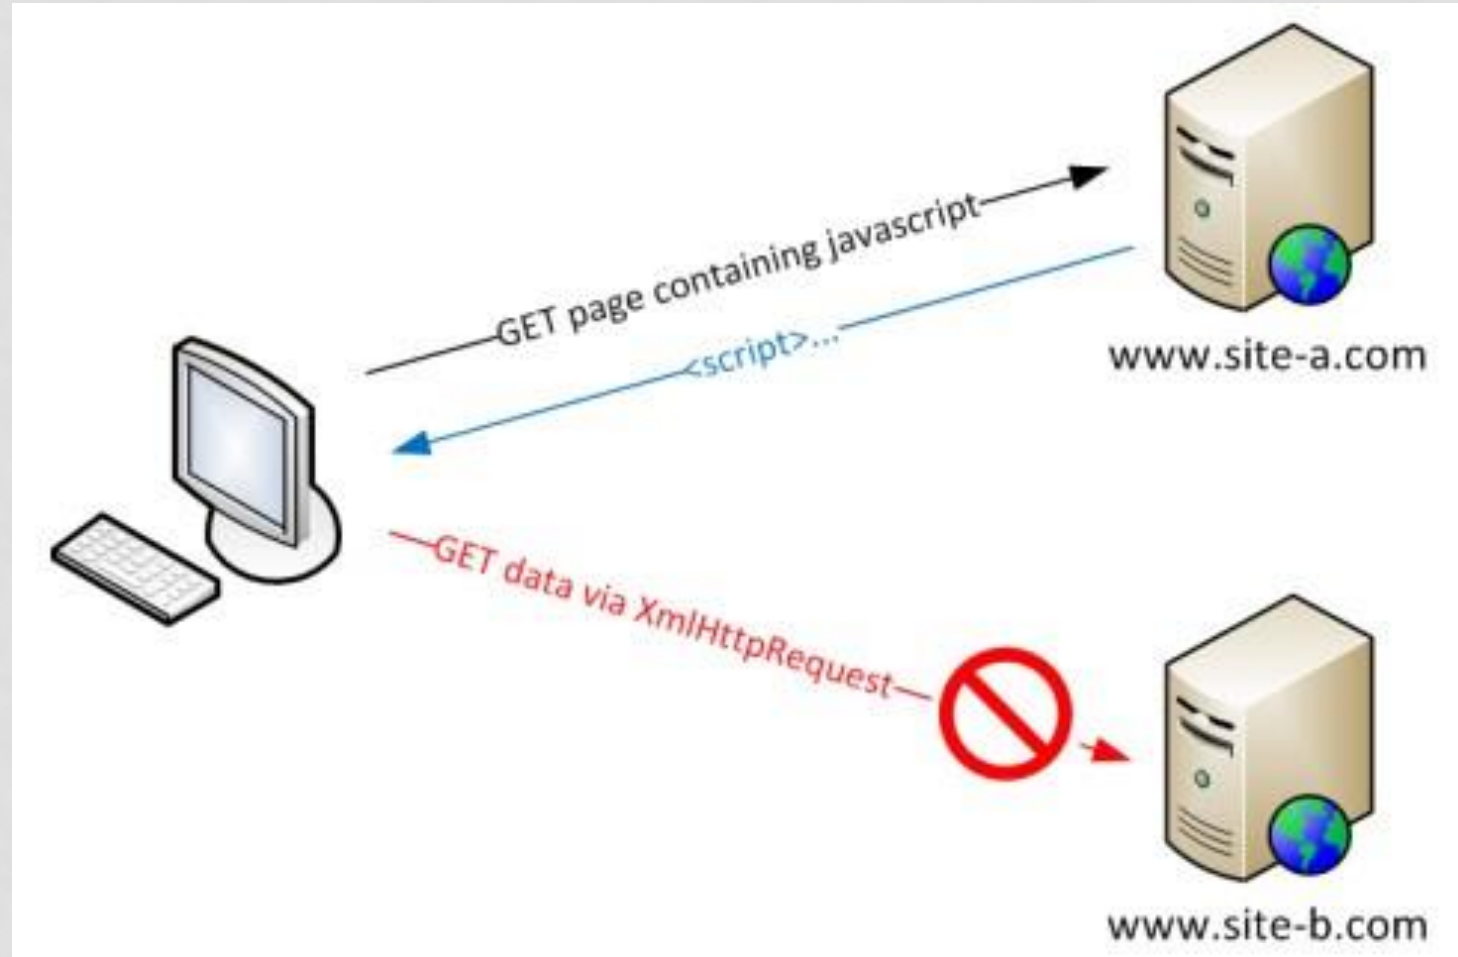 GET page containing javascript
<script>...
www.site-a.com
GET data via XmlHttpRequest
www.site-b.com